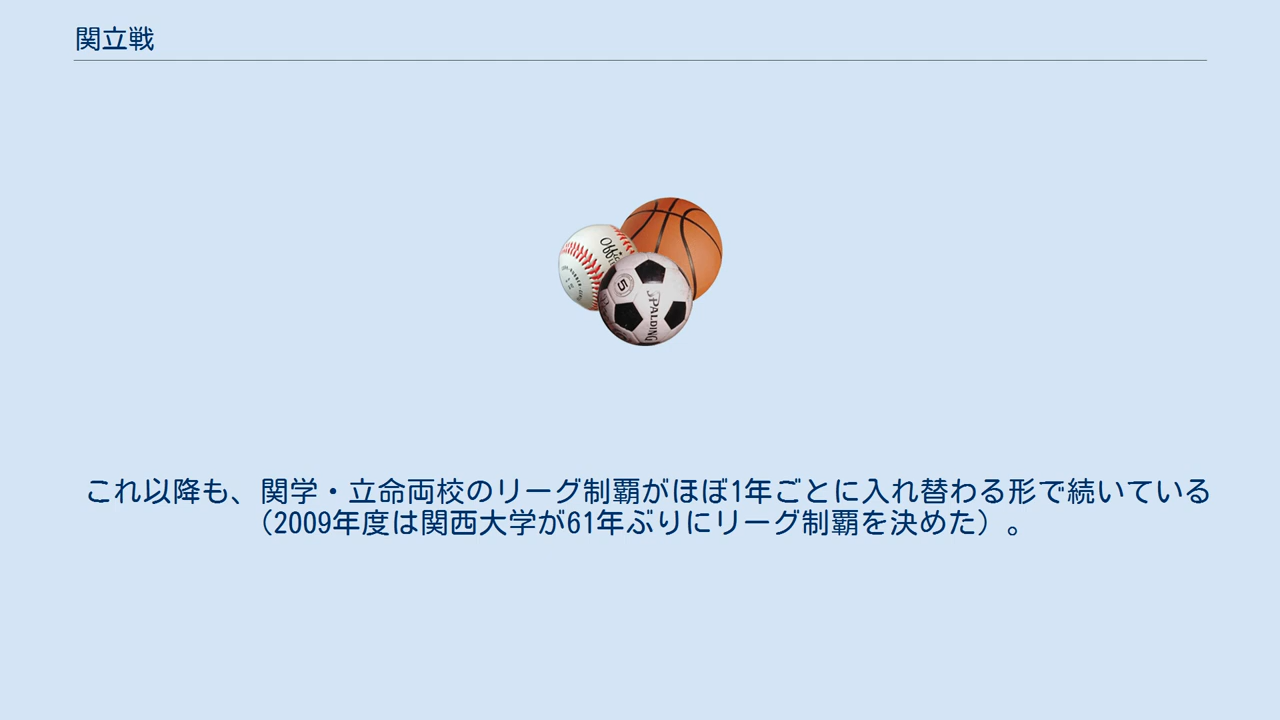 関立戦
Offic
5
SPALDING
これ以降も、関学・立命両校のリーグ制覇がほぼ1年ごとに入れ替わる形で続いている
（2009年度は関西大学が61年ぶりにリーグ制覇を決めた）。